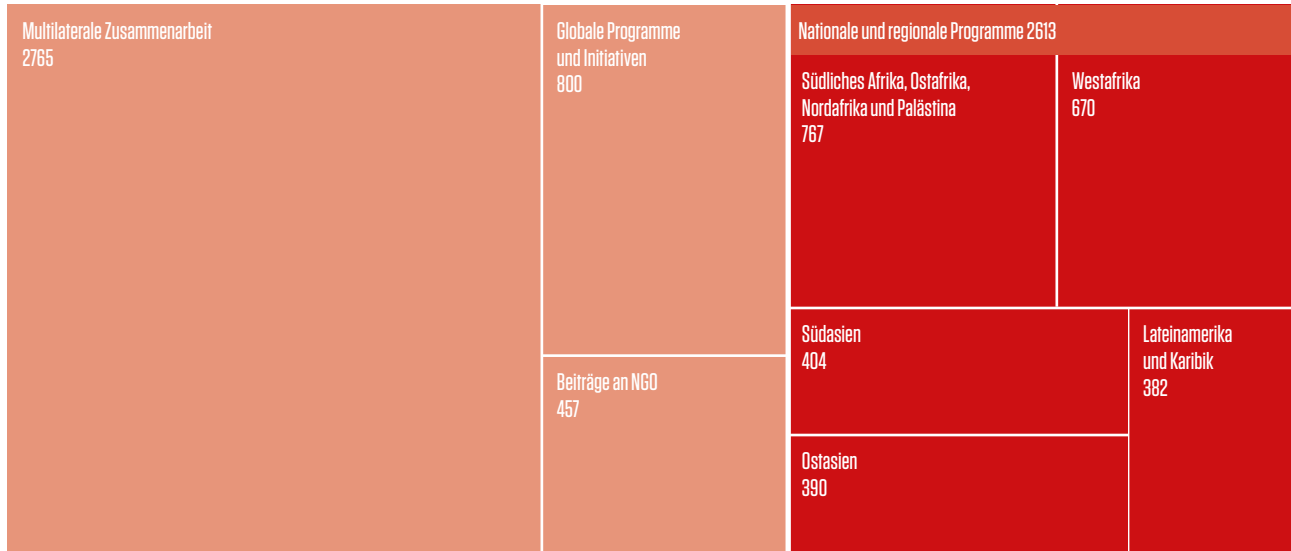 Multilaterale Zusammenarbeit
2765
Globale Programme
und Initiativen
800
Beiträge an NGO
457
Nationale und regionale Programme 2613
Südliches Afrika, Ostafrika,
Nordafrika und Palästina
767
Westafrika
670
Südasien
404
Ostasien
390
Lateinamerika
und Karibik
382